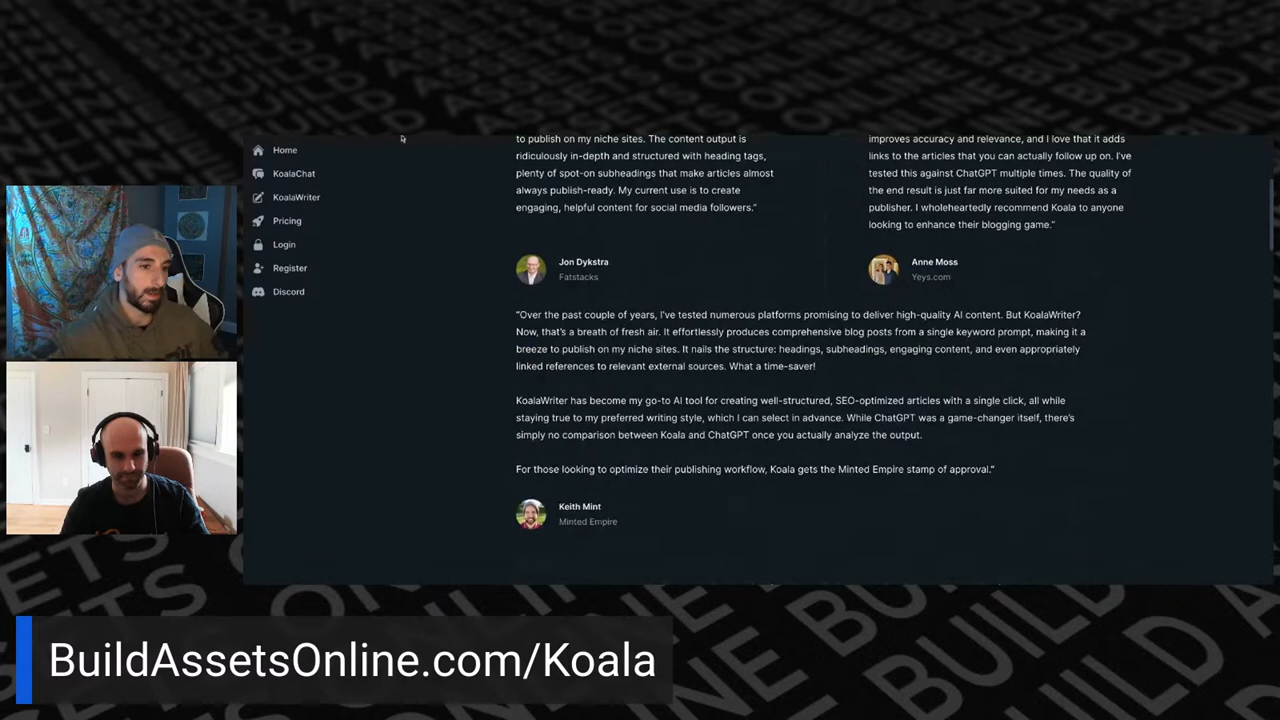 Home
KoalaChat
KoalaWriter
Pricing
Login
Register
Discord
to publish on my niche sites. The content output is
ridiculously in-depth and structured with heading tags,
plenty of spot-on subheadings that make articles almost
always publish-ready. My current use is to create
engaging, helpful content for social media followers.”
Jon Dykstra
Fatstacks
improves accuracy and relevance, and I love that it adds
links to the articles that you can actually follow up on. I’ve
tested this against ChatGPT multiple times. The quality of
the end result is just far more suited for my needs as a
publisher. I wholeheartedly recommend Koala to anyone
looking to enhance their blogging game.”
Anne Moss
Yeys.com
“Over the past couple of years, I’ve tested numerous platforms promising to deliver high-quality AI content. But KoalaWriter?
Now, that’s a breath of fresh air. It effortlessly produces comprehensive blog posts from a single keyword prompt, making it a
breeze to publish on my niche sites. It nails the structure: headings, subheadings, engaging content, and even appropriately
linked references to relevant external sources. What a time-saver!
KoalaWriter has become my go-to AI tool for creating well-structured, SEO-optimized articles with a single click, all while
staying true to my preferred writing style, which I can select in advance. While ChatGPT was a game-changer itself, there’s
simply no comparison between Koala and ChatGPT once you actually analyze the output.
For those looking to optimize their publishing workflow, Koala gets the Minted Empire stamp of approval.”
Keith Mint
Minted Empire
BuildAssetsOnline.com/Koala